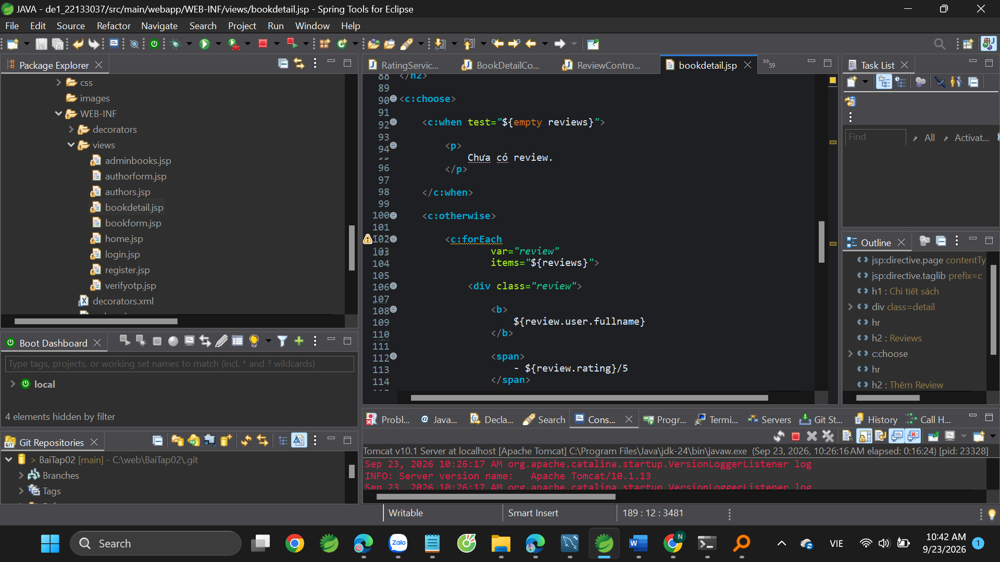 JAVA - de1_22133037/src/main/webapp/WEB-INF/views/bookdetail.jsp - Spring Tools for Eclipse
File Edit Source Refactor Navigate Search Project Run Window Help
Package Explorer
css
images
WEB-INF
decorators
views
adminbooks.jsp
authorform.jsp
authors.jsp
bookdetail.jsp
bookform.jsp
home.jsp
login.jsp
register.jsp
verifyotp.jsp
decorators.xml
Boot Dashboard
Type tags, projects, or working set names to match (incl. * and ? wildcards)
local
4 elements hidden by filter
Git Repositories
> BaiTap02 [main] - C:\web\BaiTap02\.git
Branches
Tags
RatingServic... BookDetailCo... ReviewContro... bookdetail.jsp »59
88 </h2>
89
90 <c:choose>
91
92 <c:when test="${empty reviews}">
93
94 <p>
95 Chưa có review.
96 </p>
97
98 </c:when>
99
100 <c:otherwise>
101
102 <c:forEach
103 var="review"
104 items="${reviews}">
105
106 <div class="review">
107
108 <b>
109 ${review.user.fullname}
110 </b>
111
112 <span>
113 - ${review.rating}/5
114 </span>
Task List
Find All Activat...
Outline
jsp:directive.page contentTy
jsp:directive.taglib prefix=c
h1 : Chi tiết sách
div class=detail
hr
h2 : Reviews
c:choose
hr
h2 : Thêm Review
Probl... Java... Decla... Search Cons... Progr... Termi... Servers Git St... History Call H...
Tomcat v10.1 Server at localhost [Apache Tomcat] C:\Program Files\Java\jdk-24\bin\javaw.exe (Sep 23, 2026, 10:26:16 AM elapsed: 0:16:24) [pid: 23328]
Sep 23, 2026 10:26:17 AM org.apache.catalina.startup.VersionLoggerListener log
INFO: Server version name: Apache Tomcat/10.1.13
Sep 23, 2026 10:26:17 AM org.apache.catalina.startup.VersionLoggerListener log
Writable Smart Insert 189 : 12 : 3481
Search
Zalo
N
VIE
10:42 AM
9/23/2026
1